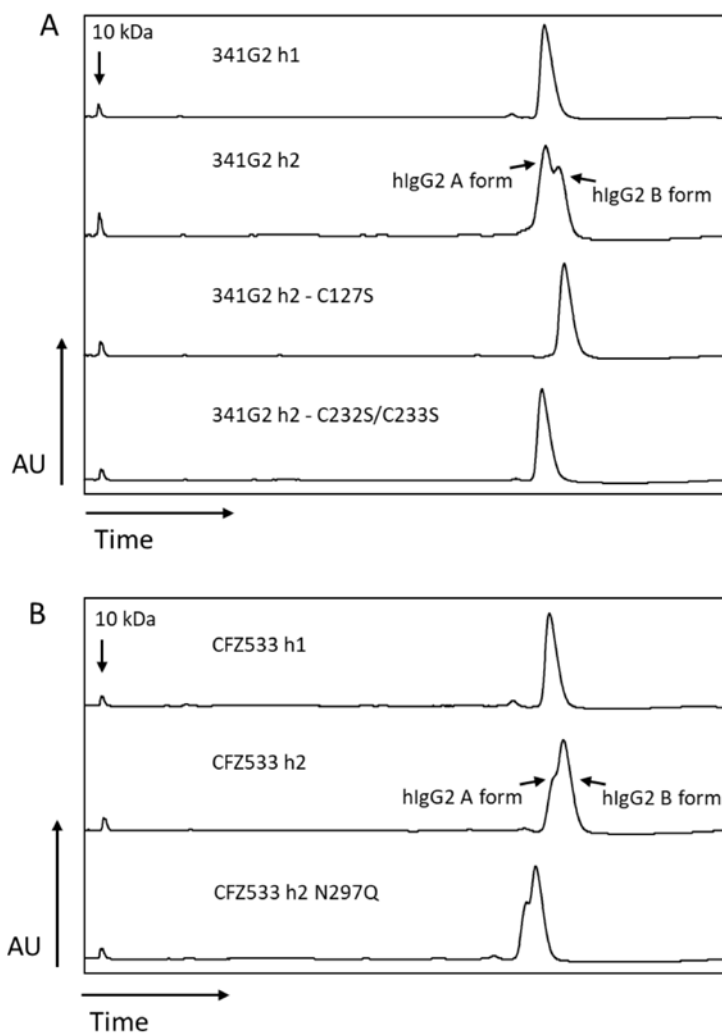 A
10 kDa
341G2 h1
341G2 h2
hIgG2 A form
hIgG2 B form
341G2 h2 - C127S
341G2 h2 - C232S/C233S
AU
Time
B
10 kDa
CFZ533 h1
CFZ533 h2
hIgG2 A form
hIgG2 B form
CFZ533 h2 N297Q
AU
Time